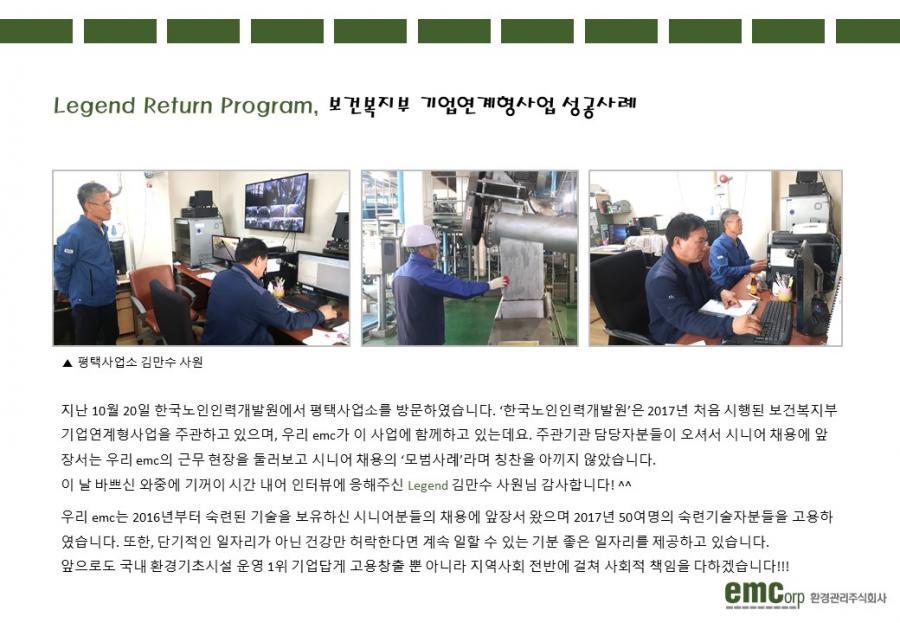 Legend Return Program, 보건복지부 기업연계형사업 성공사례
▲ 평택사업소 김만수 사원
지난 10월 20일 한국노인인력개발원에서 평택사업소를 방문하였습니다. ‘한국노인인력개발원’은 2017년 처음 시행된 보건복지부
기업연계형사업을 주관하고 있으며, 우리 emc가 이 사업에 함께하고 있는데요. 주관기관 담당자분들이 오셔서 시니어 채용에 앞
장서는 우리 emc의 근무 현장을 둘러보고 시니어 채용의 ‘모범사례’라며 칭찬을 아끼지 않았습니다.
이 날 바쁘신 와중에 기꺼이 시간 내어 인터뷰에 응해주신 Legend 김만수 사원님 감사합니다! ^^
우리 emc는 2016년부터 숙련된 기술을 보유하신 시니어분들의 채용에 앞장서 왔으며 2017년 50여명의 숙련기술자분들을 고용하
였습니다. 또한, 단기적인 일자리가 아닌 건강만 허락한다면 계속 일할 수 있는 기분 좋은 일자리를 제공하고 있습니다.
앞으로도 국내 환경기초시설 운영 1위 기업답게 고용창출 뿐 아니라 지역사회 전반에 걸쳐 사회적 책임을 다하겠습니다!!!
emcorp 환경관리주식회사